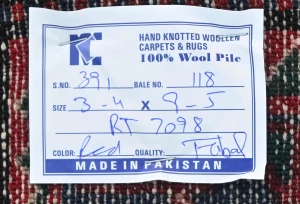 HAND KNOTTED WOOLLEN
CARPETS & RUGS
100% Wool Pile
S.NO. 391 BALE NO. 118
SIZE 3-4 X 9-5
RT 7098
COLOR: Red QUALITY:
MADE IN PAKISTAN